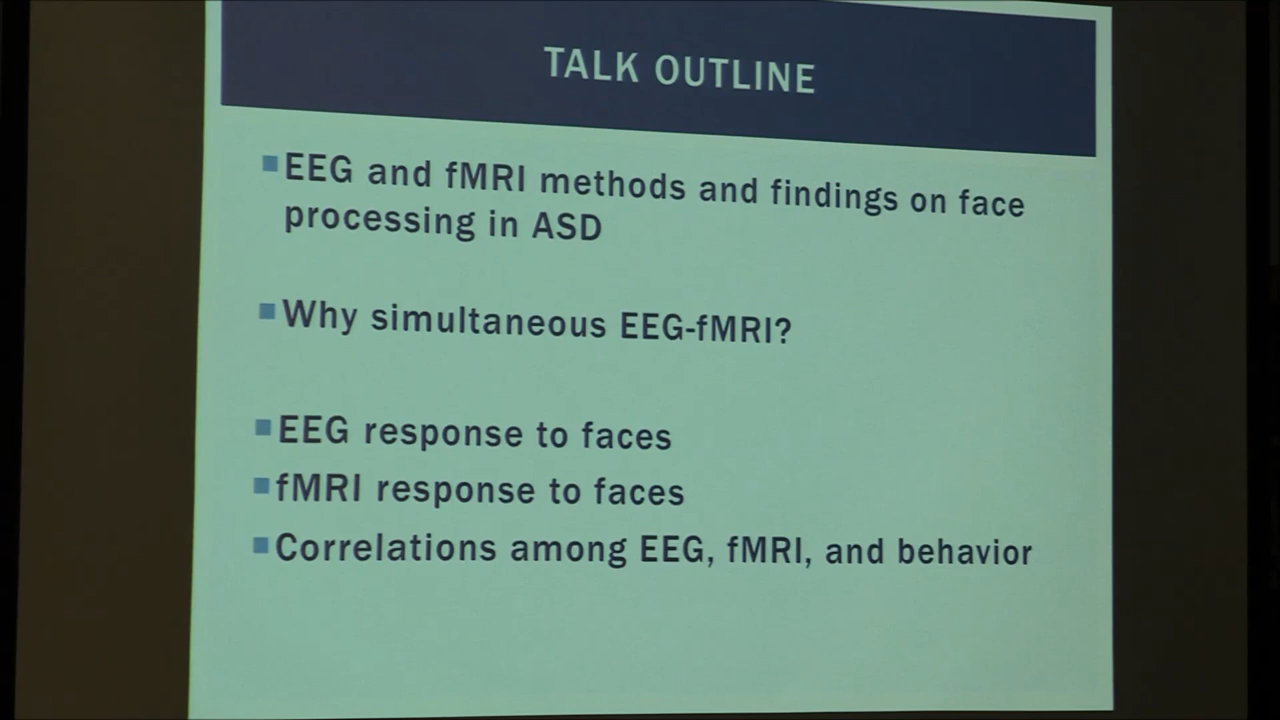 TALK OUTLINE
EEG and fMRI methods and findings on face
processing in ASD
Why simultaneous EEG-fMRI?
EEG response to faces
fMRI response to faces
Correlations among EEG, fMRI, and behavior